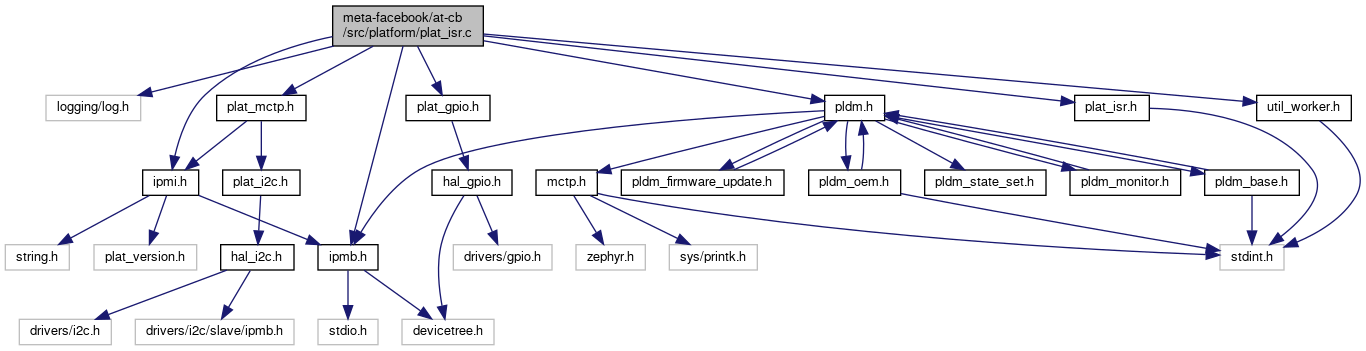 meta-facebook/at-cb
/src/platform/plat_isr.c
logging/log.h
plat_mctp.h
plat_gpio.h
pldm.h
plat_isr.h
util_worker.h
ipmi.h
plat_i2c.h
hal_gpio.h
mctp.h
pldm_firmware_update.h
pldm_oem.h
pldm_state_set.h
pldm_monitor.h
pldm_base.h
string.h
plat_version.h
hal_i2c.h
ipmb.h
drivers/gpio.h
zephyr.h
sys/printk.h
stdint.h
drivers/i2c.h
drivers/i2c/slave/ipmb.h
stdio.h
devicetree.h